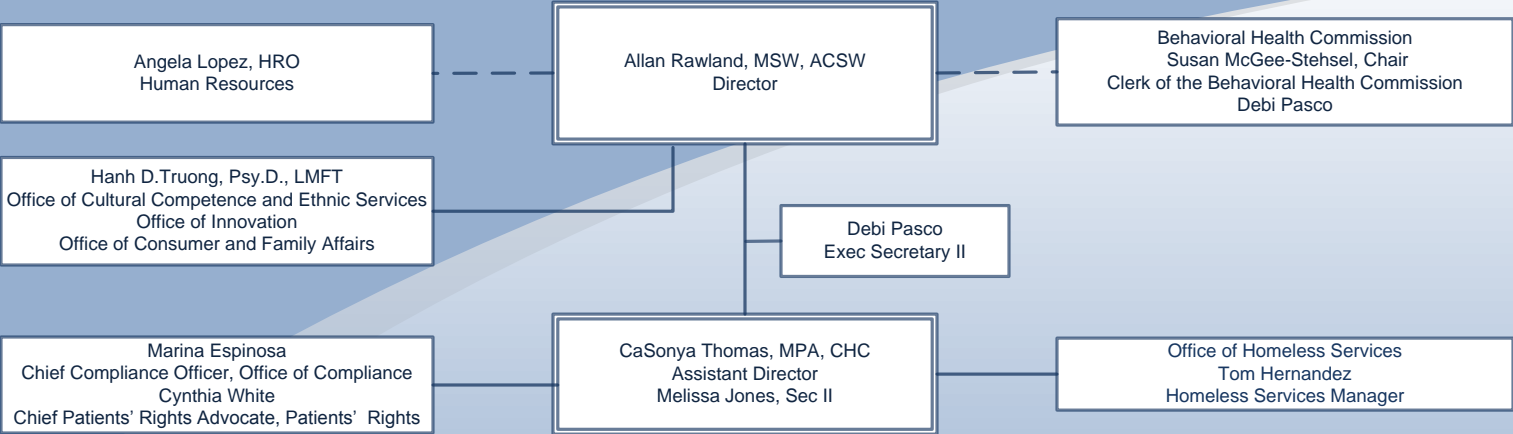 Angela Lopez, HRO
Human Resources
Allan Rawland, MSW, ACSW
Director
Behavioral Health Commission
Susan McGee-Stehsel, Chair
Clerk of the Behavioral Health Commission
Debi Pasco
Hanh D.Truong, Psy.D., LMFT
Office of Cultural Competence and Ethnic Services
Office of Innovation
Office of Consumer and Family Affairs
Debi Pasco
Exec Secretary II
Marina Espinosa
Chief Compliance Officer, Office of Compliance
Cynthia White
Chief Patients' Rights Advocate, Patients'  Rights
CaSonya Thomas, MPA, CHC
Assistant Director
Melissa Jones, Sec II
Office of Homeless Services
Tom Hernandez
Homeless Services Manager